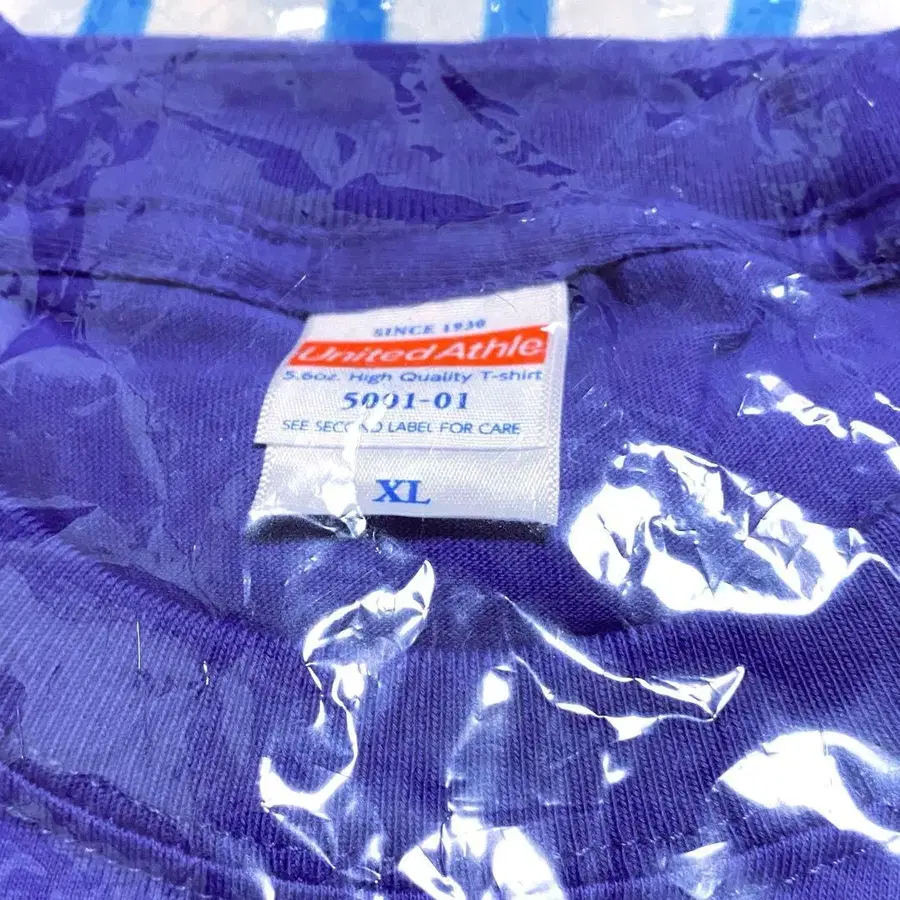 SINCE 1930
United Athle
5.6oz. High Quality T-shirt
5001-01
SEE SECOND LABEL FOR CARE
XL